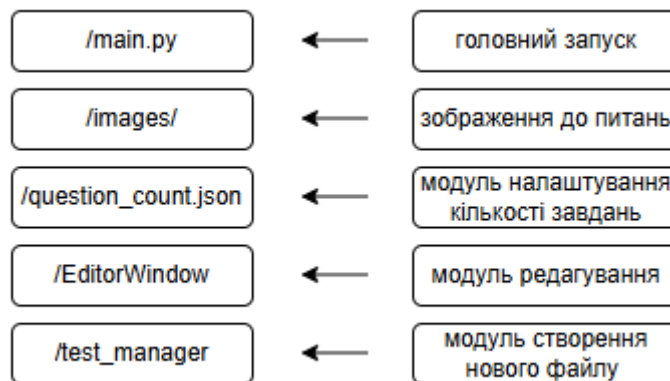 /main.py
головний запуск
/images/
зображення до питань
/question_count.json
модуль налаштування
кількості завдань
/EditorWindow
модуль редагування
/test_manager
модуль створення
нового файлу